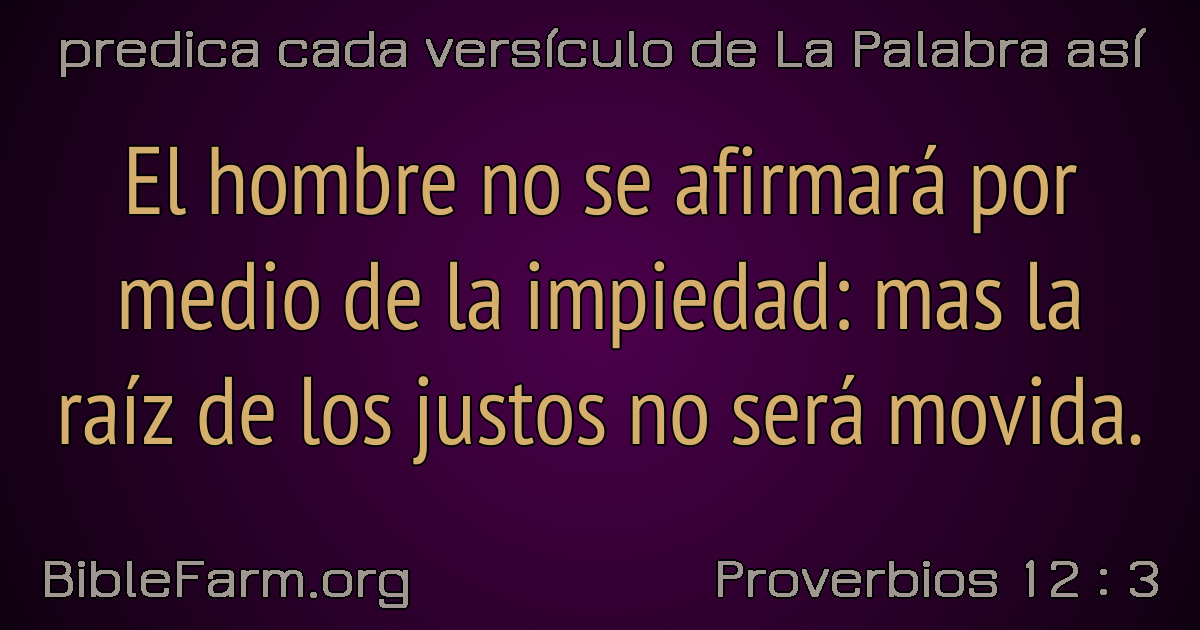 predica cada versículo de La Palabra así
El hombre no se afirmará por
medio de la impiedad: mas la
raíz de los justos no será movida.
BibleFarm.org
Proverbios 12 : 3